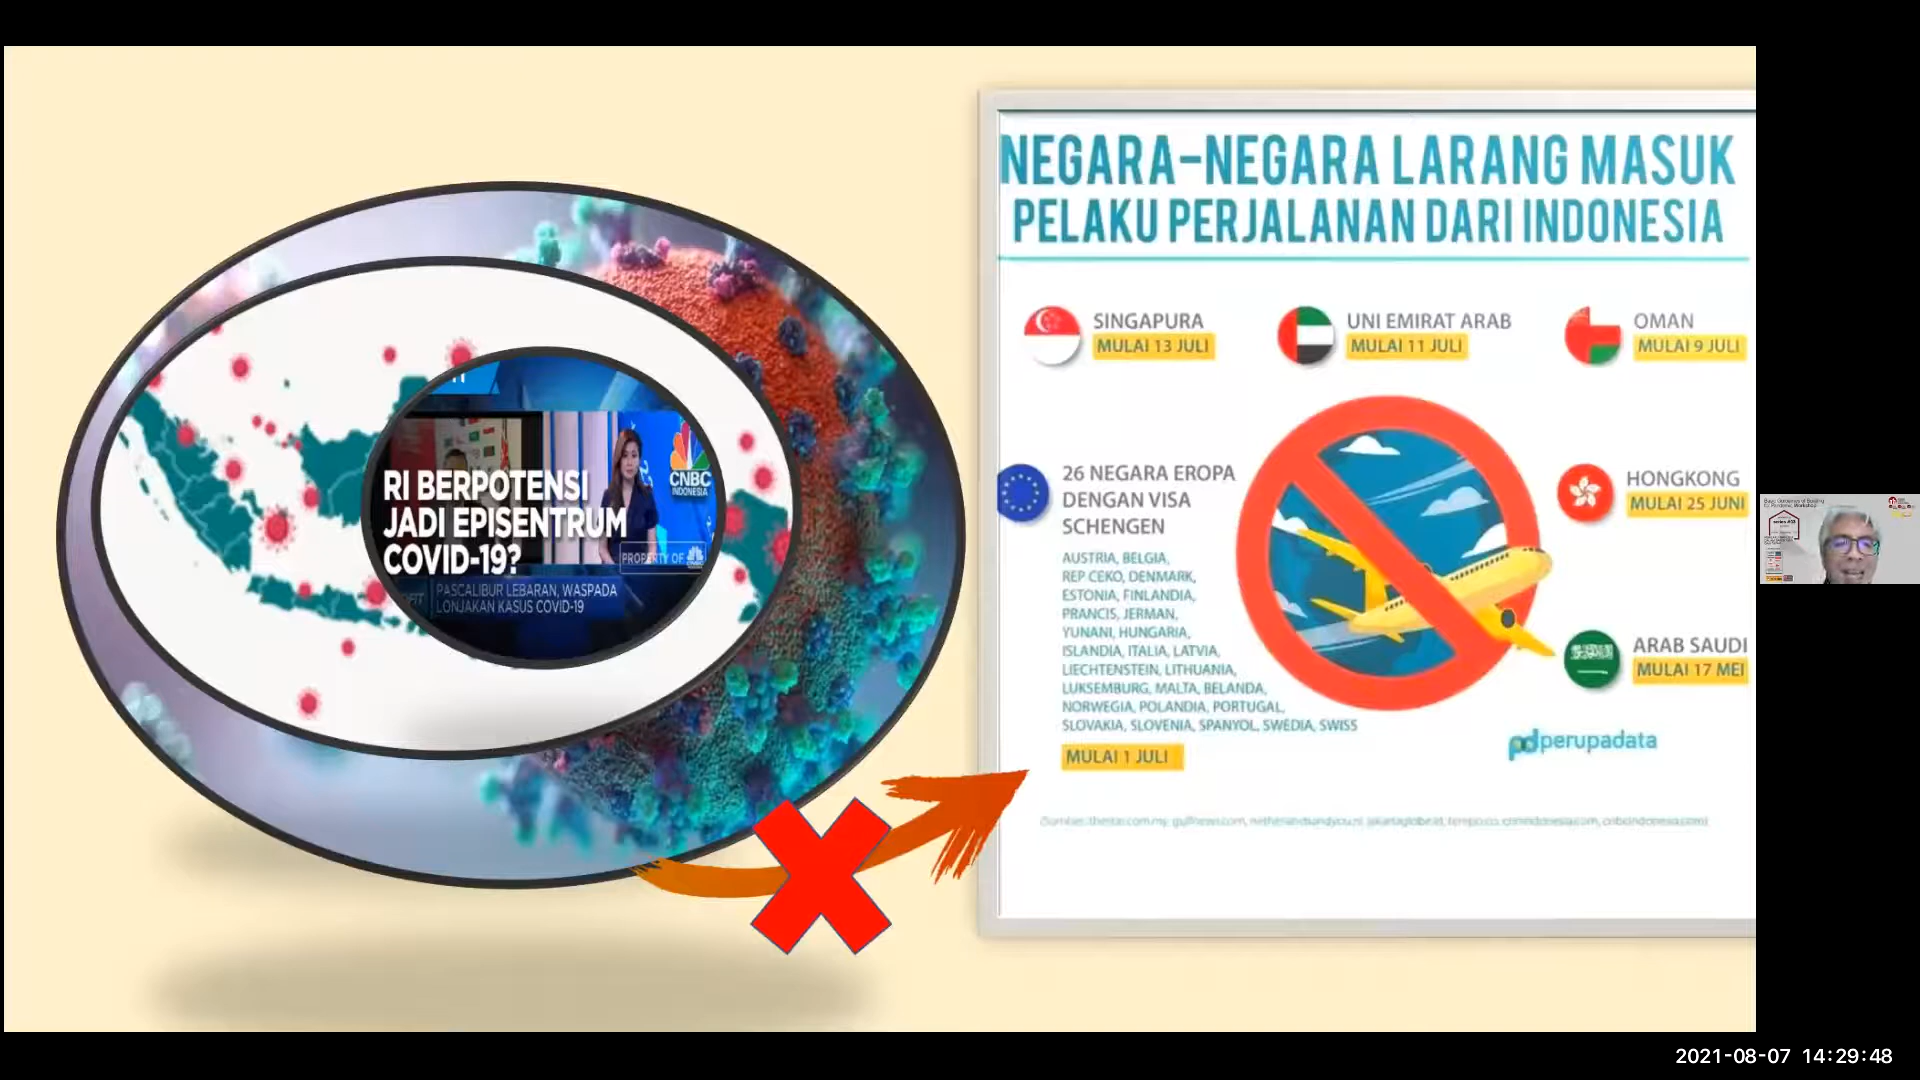 RI BERPOTENSI
JADI EPISENTRUM
COVID-19?
PASCALIBUR LEBARAN, WASPADA
LONJAKAN KASUS COVID-19
CNBC
INDONESIA
PROPERTY OF
NEGARA-NEGARA LARANG MASUK
PELAKU PERJALANAN DARI INDONESIA
SINGAPURA
MULAI 13 JULI
UNI EMIRAT ARAB
MULAI 11 JULI
OMAN
MULAI 9 JULI
26 NEGARA EROPA
DENGAN VISA
SCHENGEN
AUSTRIA, BELGIA,
REP CEKO, DENMARK,
ESTONIA, FINLANDIA,
PRANCIS, JERMAN,
YUNANI, HUNGARIA,
ISLANDIA, ITALIA, LATVIA,
LIECHTENSTEIN, LITHUANIA,
LUKSEMBURG, MALTA, BELANDA,
NORWEGIA, POLANDIA, PORTUGAL,
SLOVAKIA, SLOVENIA, SPANYOL, SWEDIA, SWISS
MULAI 1 JULI
HONGKONG
MULAI 25 JUNI
ARAB SAUDI
MULAI 17 MEI
pd perupadata
2021-08-07 14:29:48